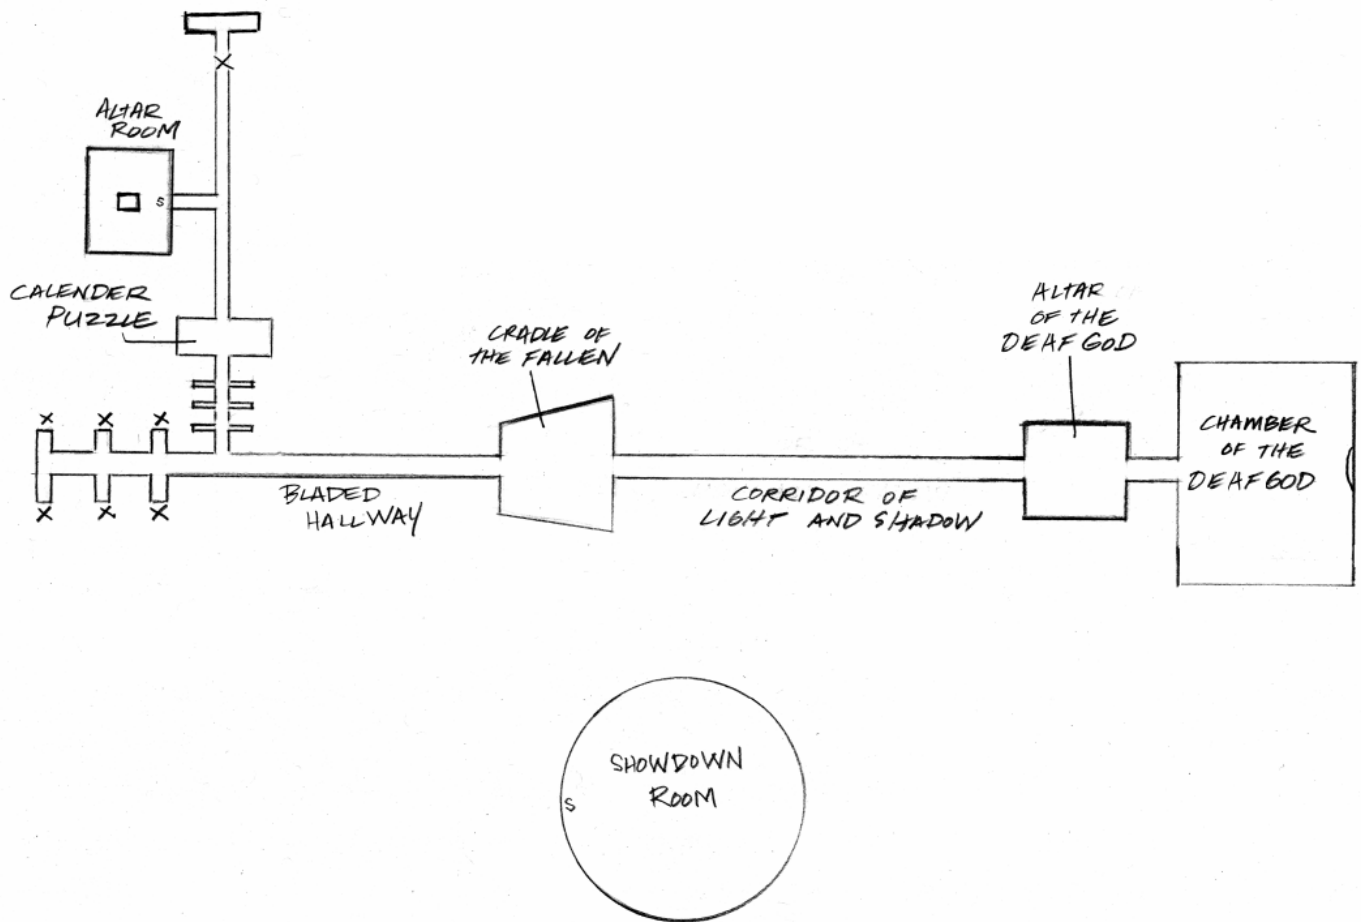 ALTAR
ROOM
S
CALENDER
PUZZLE
CRADLE OF
THE FALLEN
ALTAR
OF THE
DEAF GOD
CHAMBER
OF THE
DEAF GOD
X
X
X
X
X
X
X
BLADED
HALLWAY
CORRIDOR OF
LIGHT AND SHADOW
SHOWDOWN
ROOM
S